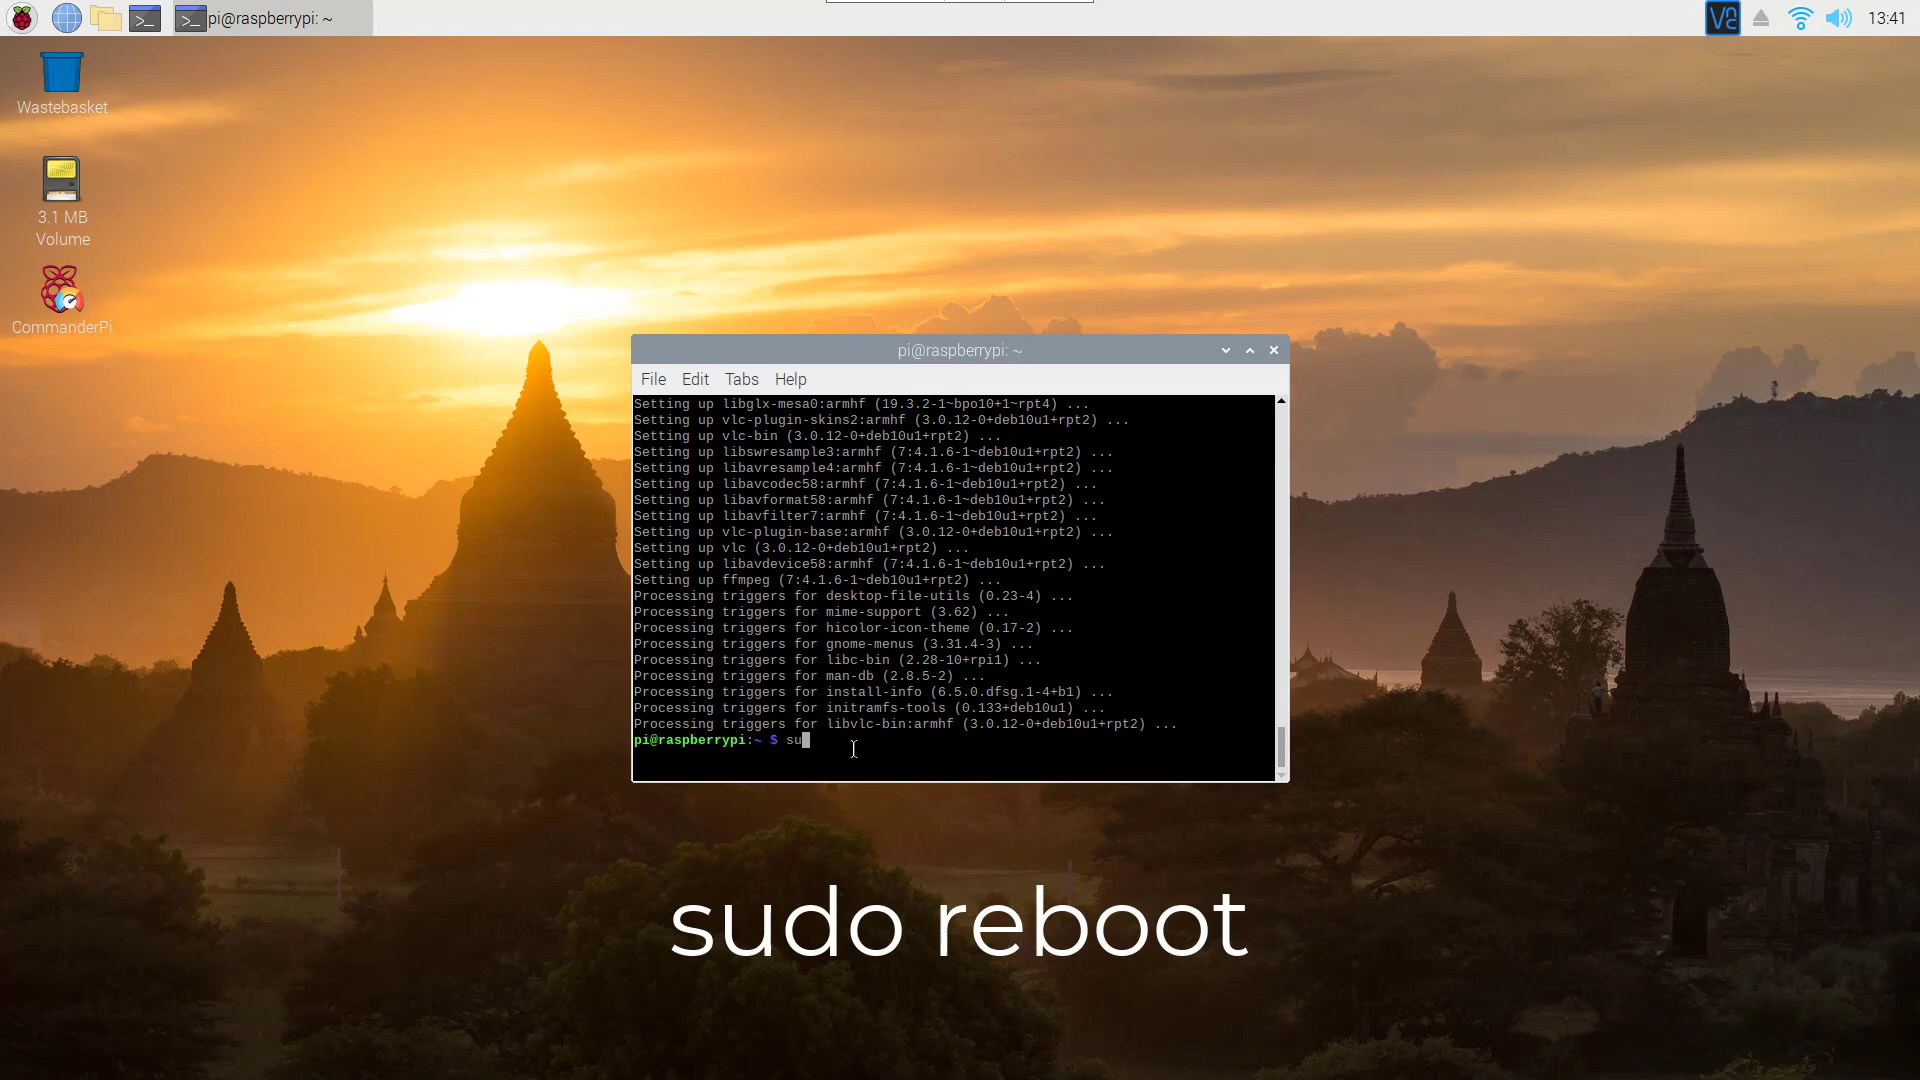 pi@raspberrypi: ~
VNC
13:41
Wastebasket
3.1 MB
Volume
CommanderPi
pi@raspberrypi: ~
File Edit Tabs Help
Setting up libglx-mesa0:armhf (19.3.2-1~bpo10+1~rpt4) ...
Setting up vlc-plugin-skins2:armhf (3.0.12-0+deb10u1+rpt2) ...
Setting up vlc-bin (3.0.12-0+deb10u1+rpt2) ...
Setting up libswresample3:armhf (7:4.1.6-1~deb10u1+rpt2) ...
Setting up libavresample4:armhf (7:4.1.6-1~deb10u1+rpt2) ...
Setting up libavcodec58:armhf (7:4.1.6-1~deb10u1+rpt2) ...
Setting up libavformat58:armhf (7:4.1.6-1~deb10u1+rpt2) ...
Setting up libavfilter7:armhf (7:4.1.6-1~deb10u1+rpt2) ...
Setting up vlc-plugin-base:armhf (3.0.12-0+deb10u1+rpt2) ...
Setting up vlc (3.0.12-0+deb10u1+rpt2) ...
Setting up libavdevice58:armhf (7:4.1.6-1~deb10u1+rpt2) ...
Setting up ffmpeg (7:4.1.6-1~deb10u1+rpt2) ...
Processing triggers for desktop-file-utils (0.23-4) ...
Processing triggers for mime-support (3.62) ...
Processing triggers for hicolor-icon-theme (0.17-2) ...
Processing triggers for gnome-menus (3.31.4-3) ...
Processing triggers for libc-bin (2.28-10+rpi1) ...
Processing triggers for man-db (2.8.5-2) ...
Processing triggers for install-info (6.5.0.dfsg.1-4+b1) ...
Processing triggers for initramfs-tools (0.133+deb10u1) ...
Processing triggers for libvlc-bin:armhf (3.0.12-0+deb10u1+rpt2) ...
pi@raspberrypi:~ $ su
sudo reboot